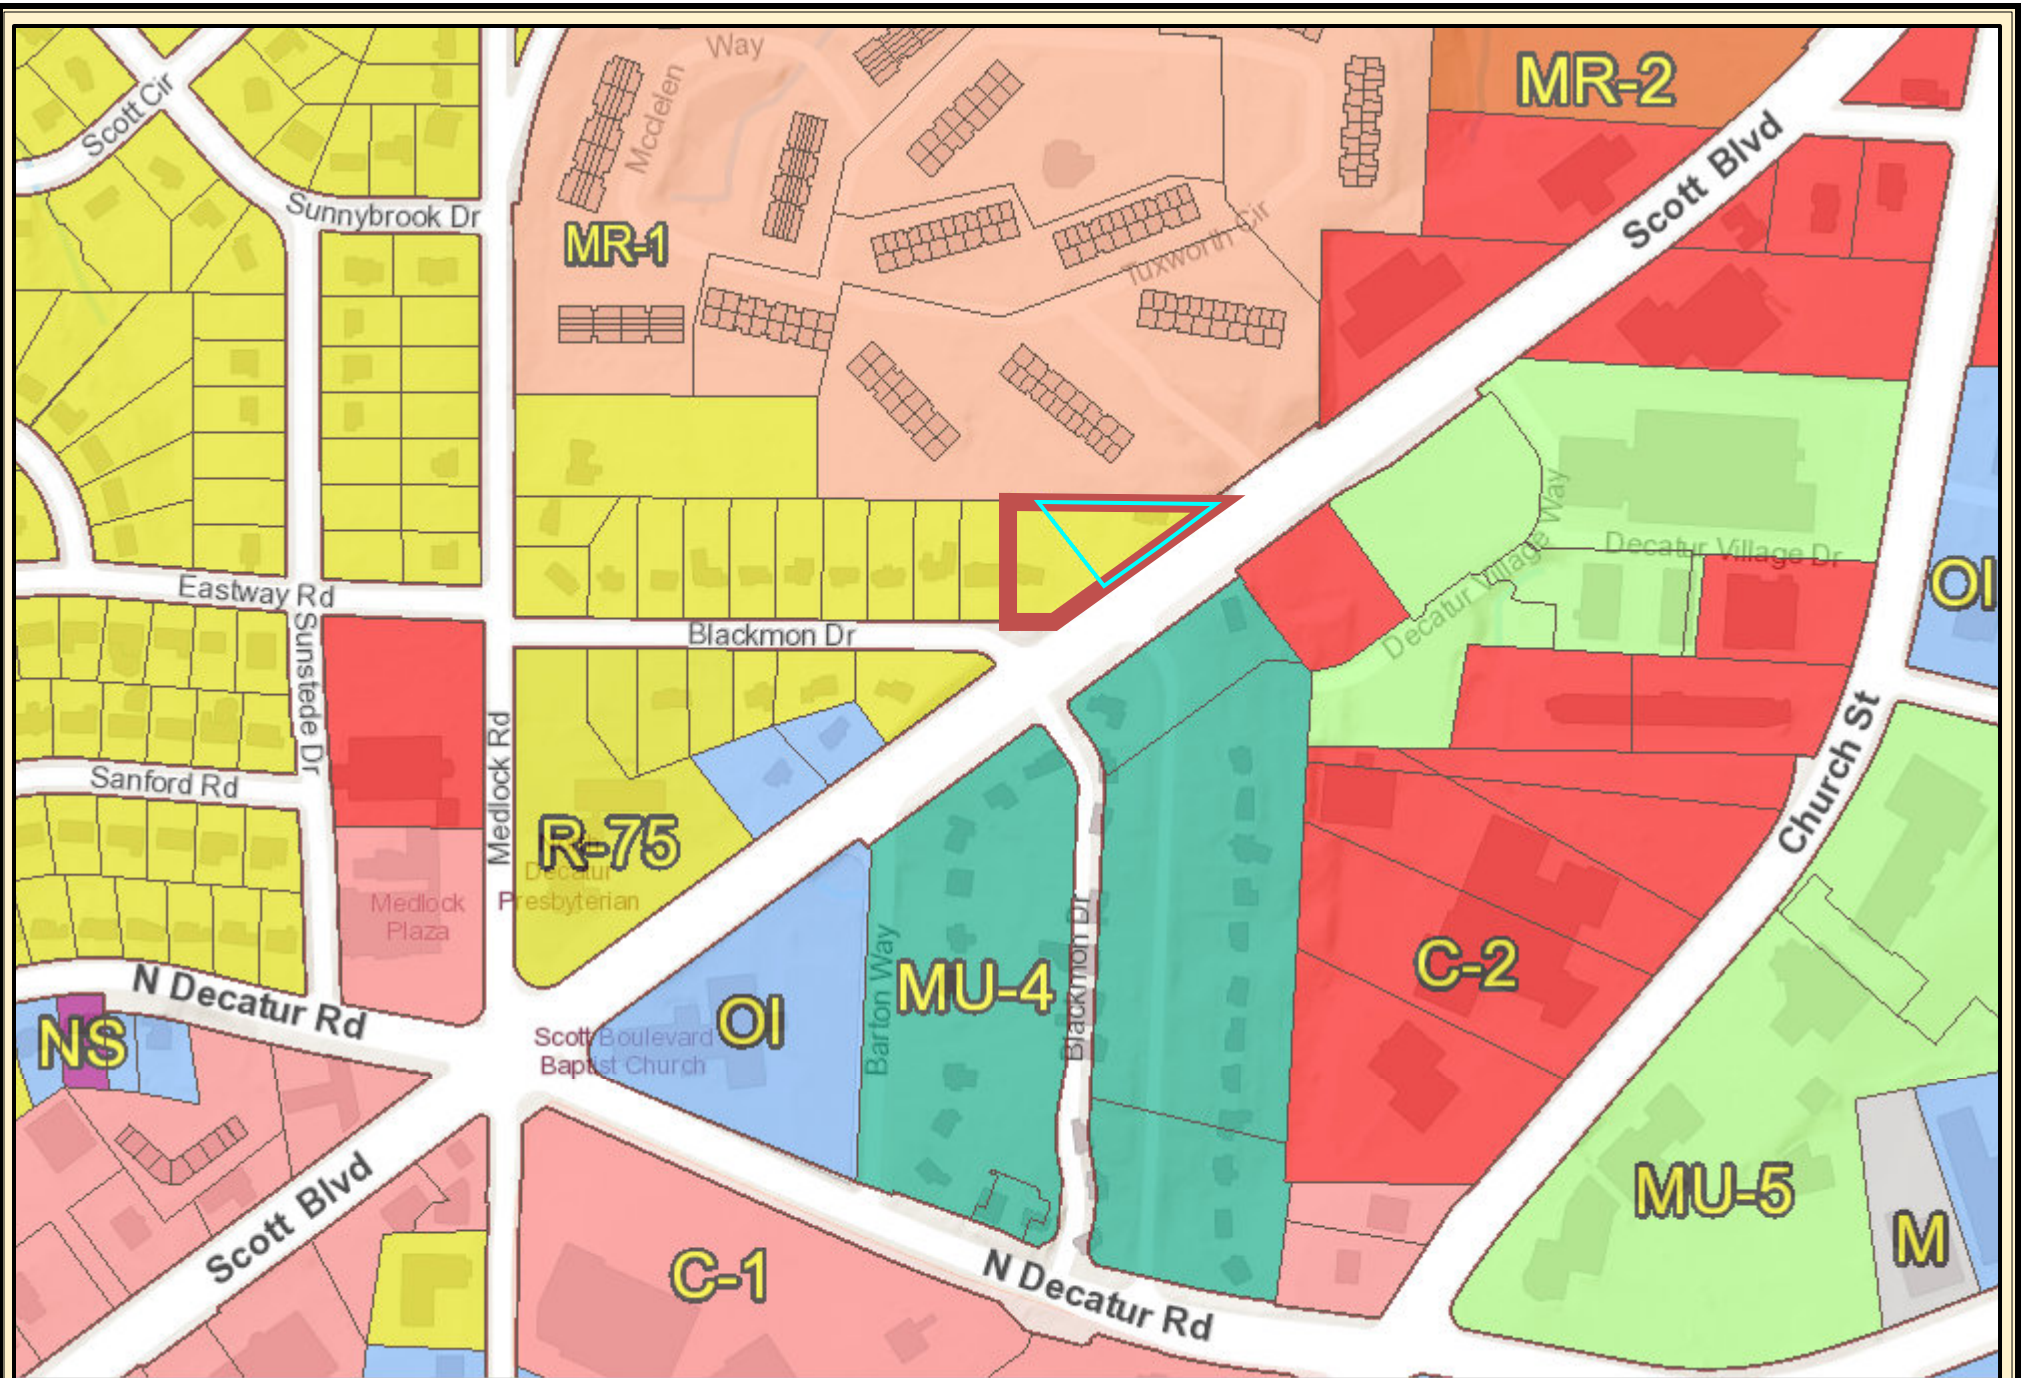 Way
MR-2
Scott Cir
Mcdelen
Scott Blvd
Sunnybrook Dr
MR-1
Tuxworth Cir
Decatur Village Way
Decatur Village Dr
OI
Eastway Rd
Blackmon Dr
Sunstede Dr
Medlock Rd
Sanford Rd
Church St
R-75
Decatur
Presbyterian
Medlock
Plaza
N Decatur Rd
NS
Scott Boulevard
Baptist Church
OI
Barton Way
MU-4
Blackmon Dr
C-2
MU-5
M
Scott Blvd
C-1
N Decatur Rd